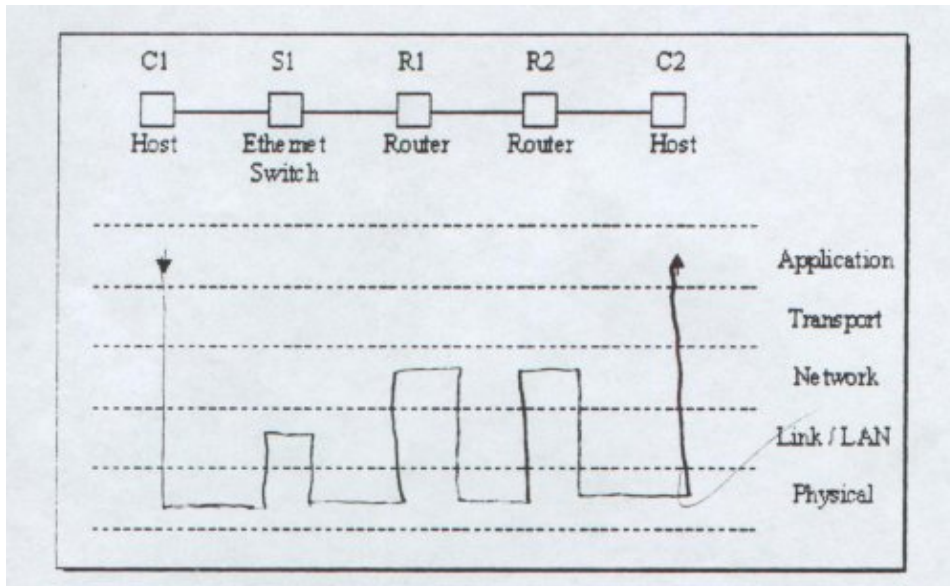 C1 S1 R1 R2 C2
Host Ethernet Switch Router Router Host
Application
Transport
Network
Link / LAN
Physical